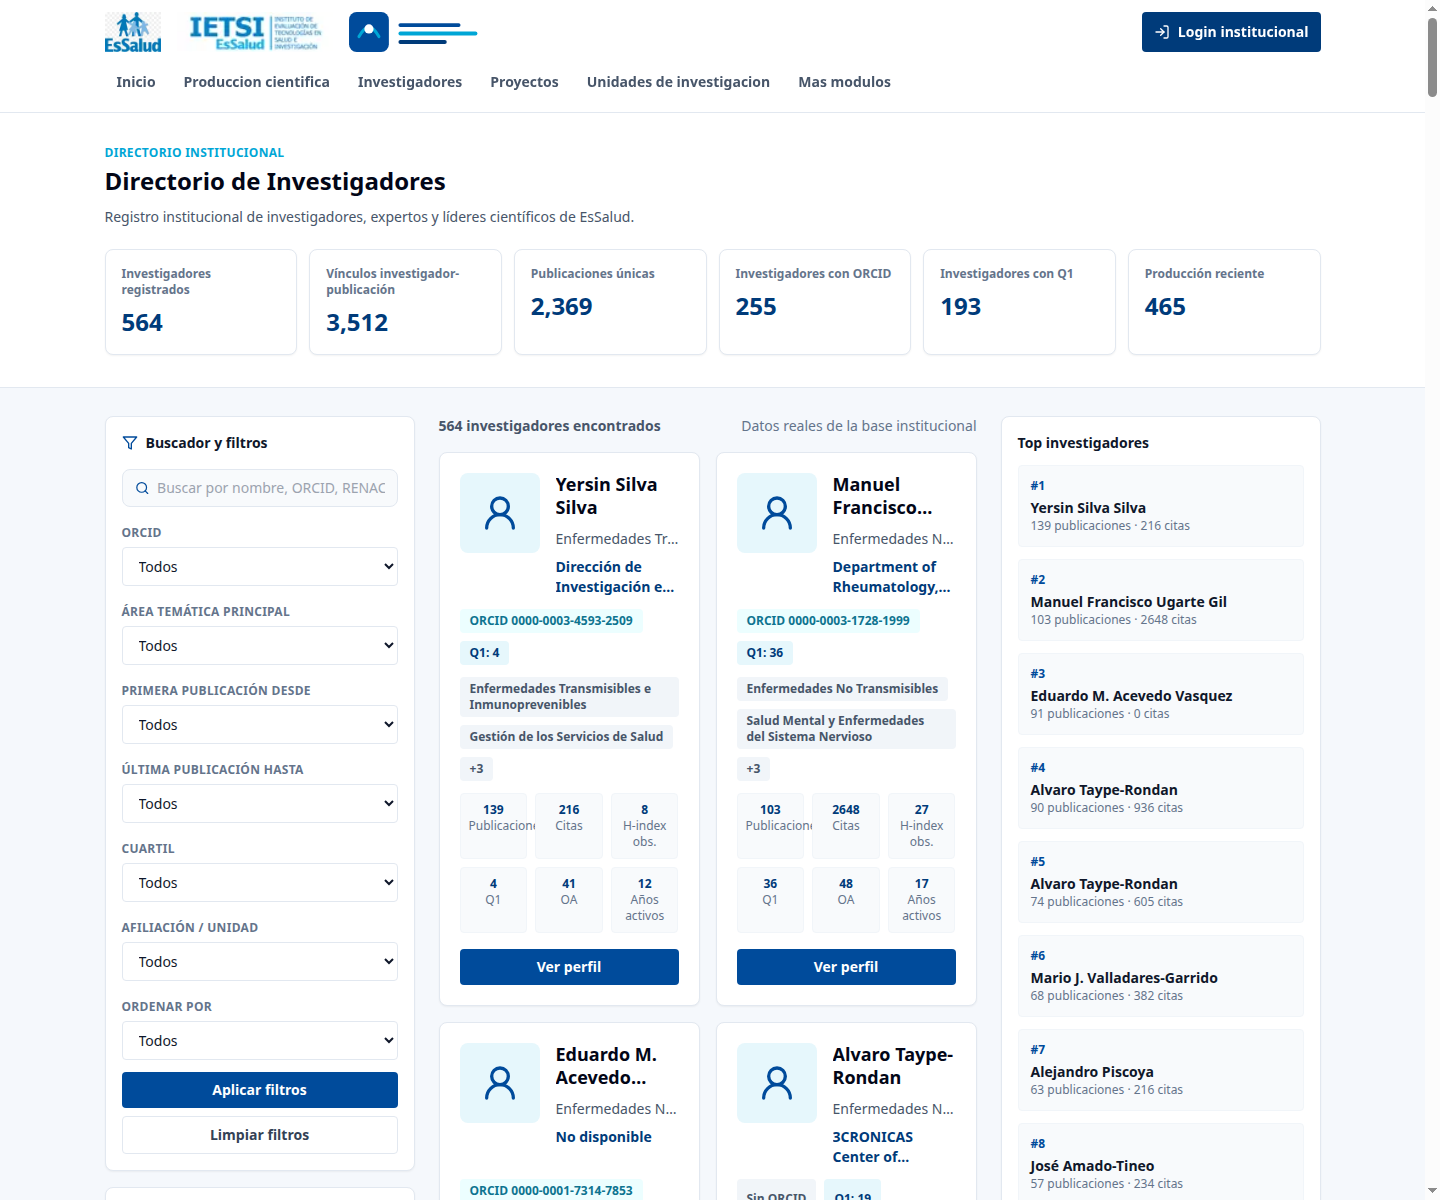 EsSalud
IETSI
EsSalud
INSTITUTO DE
EVALUACIÓN DE
TECNOLOGÍAS EN
SALUD E
INVESTIGACIÓN
Login institucional
Inicio
Produccion cientifica
Investigadores
Proyectos
Unidades de investigacion
Mas modulos
DIRECTORIO INSTITUCIONAL
Directorio de Investigadores
Registro institucional de investigadores, expertos y líderes científicos de EsSalud.
Investigadores
registrados
564
Vínculos investigador-
publicación
3,512
Publicaciones únicas
2,369
Investigadores con ORCID
255
Investigadores con Q1
193
Producción reciente
465
Buscador y filtros
Buscar por nombre, ORCID, RENAC
ORCID
Todos
ÁREA TEMÁTICA PRINCIPAL
Todos
PRIMERA PUBLICACIÓN DESDE
Todos
ÚLTIMA PUBLICACIÓN HASTA
Todos
CUARTIL
Todos
AFILIACIÓN / UNIDAD
Todos
ORDENAR POR
Todos
Aplicar filtros
Limpiar filtros
564 investigadores encontrados
Datos reales de la base institucional
Yersin Silva
Silva
Enfermedades Tr...
Dirección de
Investigación e...
ORCID 0000-0003-4593-2509
Q1: 4
Enfermedades Transmisibles e
Inmunoprevenibles
Gestión de los Servicios de Salud
+3
139
Publicacione
216
Citas
8
H-index
obs.
4
Q1
41
OA
12
Años
activos
Ver perfil
Manuel
Francisco...
Enfermedades N...
Department of
Rheumatology,...
ORCID 0000-0003-1728-1999
Q1: 36
Enfermedades No Transmisibles
Salud Mental y Enfermedades
del Sistema Nervioso
+3
103
Publicacione
2648
Citas
27
H-index
obs.
36
Q1
48
OA
17
Años
activos
Ver perfil
Eduardo M.
Acevedo...
Enfermedades N...
No disponible
ORCID 0000-0001-7314-7853
Alvaro Taype-
Rondan
Enfermedades N...
3CRONICAS
Center of...
Sin ORCID
Q1: 19
Top investigadores
#1
Yersin Silva Silva
139 publicaciones · 216 citas
#2
Manuel Francisco Ugarte Gil
103 publicaciones · 2648 citas
#3
Eduardo M. Acevedo Vasquez
91 publicaciones · 0 citas
#4
Alvaro Taype-Rondan
90 publicaciones · 936 citas
#5
Alvaro Taype-Rondan
74 publicaciones · 605 citas
#6
Mario J. Valladares-Garrido
68 publicaciones · 382 citas
#7
Alejandro Piscoya
63 publicaciones · 216 citas
#8
José Amado-Tineo
57 publicaciones · 234 citas